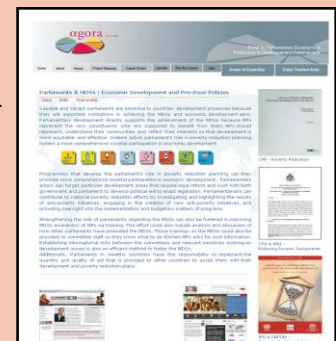 agora
Parliaments & MDGs | Economic Development and Pro-Poor Policies
View Edit Translate
Capable and vibrant parliaments are essential to countries' development processes because
they are important institutions in achieving the MDGs and economic development aims.
Parliamentary development directly supports the achievement of the MDGs because MPs
represent the very constituents who are supposed to benefit from them. MPs should
represent, understand their communities and reflect their interests so that development is
more equitable and effective. Indeed active parliament's role in poverty reduction planning
fosters a more comprehensive societal participation in economic development.
Areas of Expertise
Enter Trusted Area
Programmes that develop the parliament's role in poverty reduction planning can then
promote more comprehensive societal participation in economic development. Parliamentary
actors can target particular development areas that require legal reform and work with both
government and parliament to develop political will to enact legislation. Parliamentarians can
contribute to national poverty reduction efforts by investigating and highlighting the results
of anti-poverty initiatives, engaging in the creation of new anti-poverty initiatives, and
providing oversight into the implementation and budgetary matters of programs.
Strengthening the role of parliaments regarding the MDGs can also be fostered in improving
MDGs awareness of MPs via training. This effort could also include analysis and discussion of
how other parliaments have promoted the MDGs. Those trainings on the MDGs could also be
provided to committee staff so they know what to do when MPs ask for such information.
Establishing international links between the committees and relevant ministries working on
development issues is also an efficient method to foster the MDGs.
Additionally, Parliaments in wealthy countries have the responsibility to implement the
quantity and quality of aid that is provided to other countries to assist them with their
development and poverty reduction plans.
Reducing Poverty Parliaments